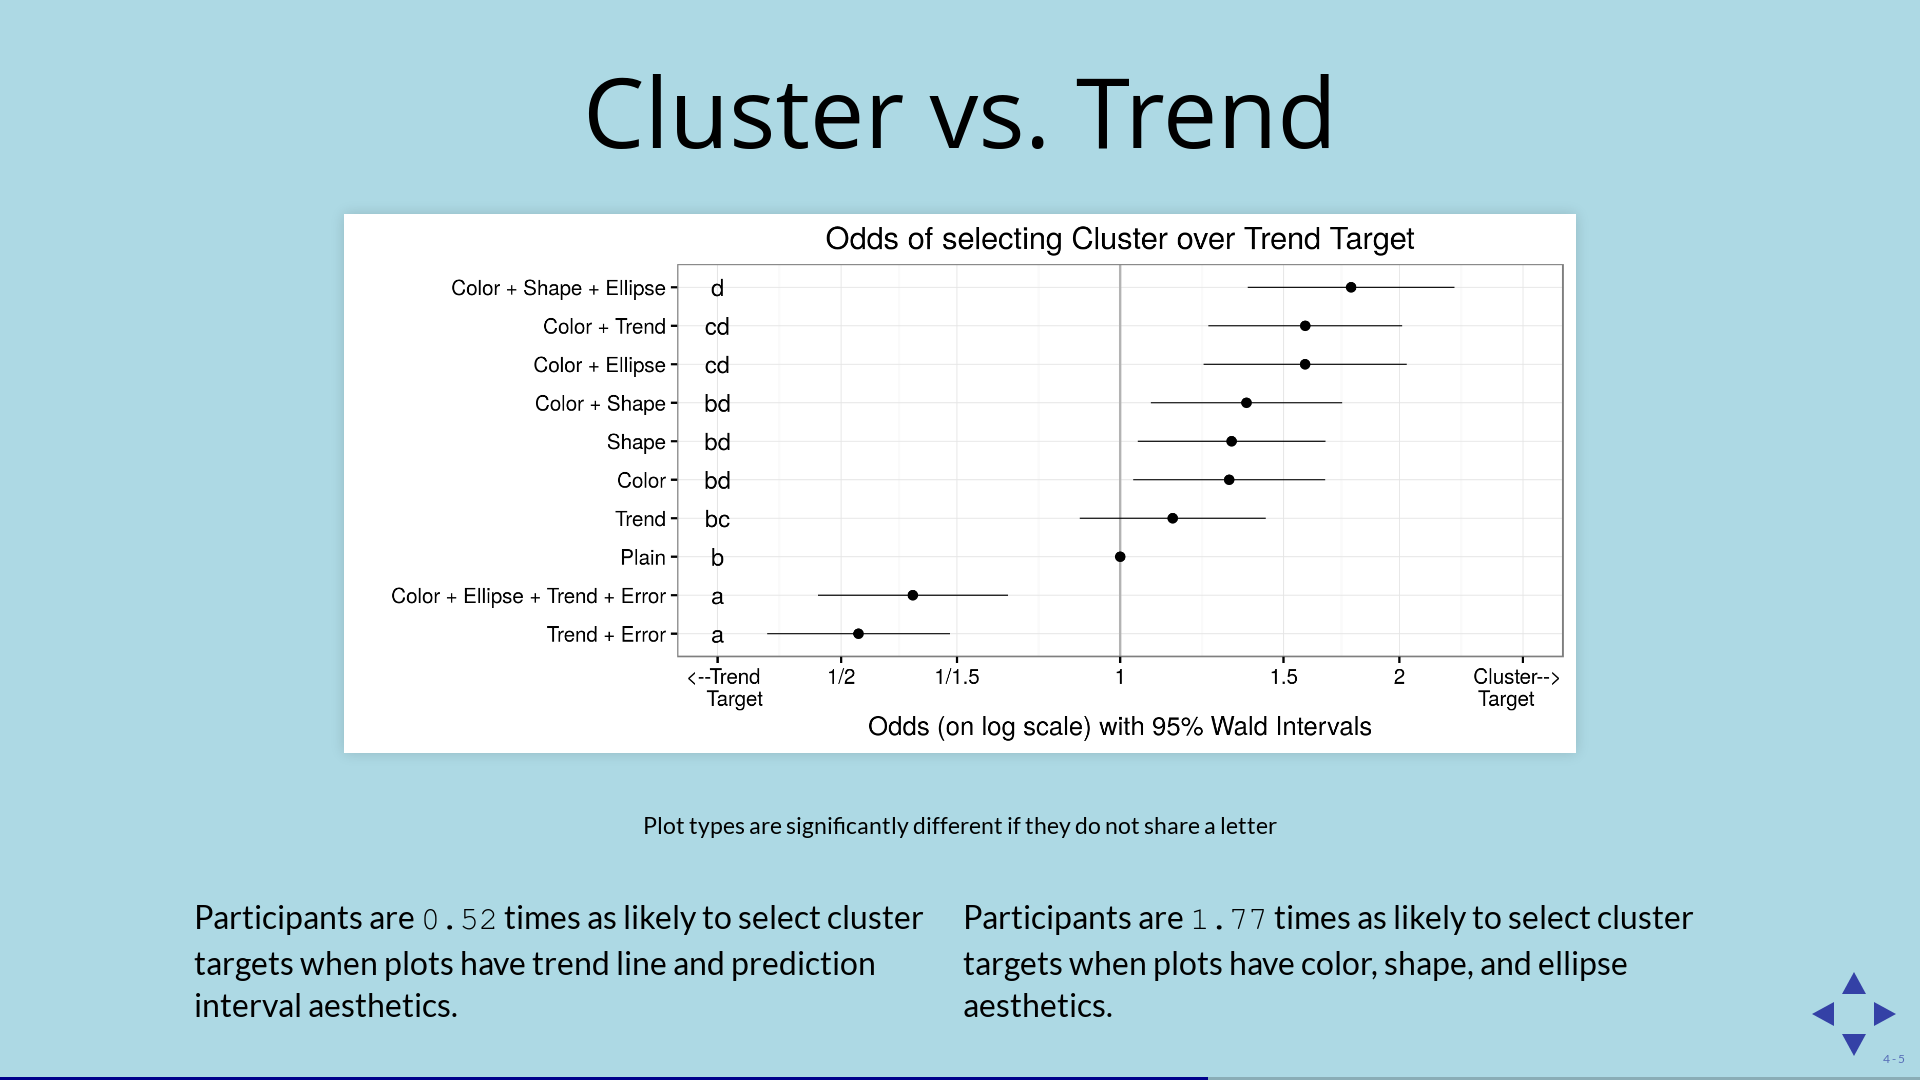 Cluster vs. Trend
Odds of selecting Cluster over Trend Target
Color + Shape + Ellipse d
Color + Trend cd
Color + Ellipse cd
Color + Shape bd
Shape bd
Color bd
Trend bc
Plain b
Color + Ellipse + Trend + Error a
Trend + Error a
<--Trend 1/2 1/1.5 1 1.5 2 Cluster-->
Target Target
Odds (on log scale) with 95% Wald Intervals
Plot types are significantly different if they do not share a letter
Participants are 0.52 times as likely to select cluster
targets when plots have trend line and prediction
interval aesthetics.
Participants are 1.77 times as likely to select cluster
targets when plots have color, shape, and ellipse
aesthetics.
4-5